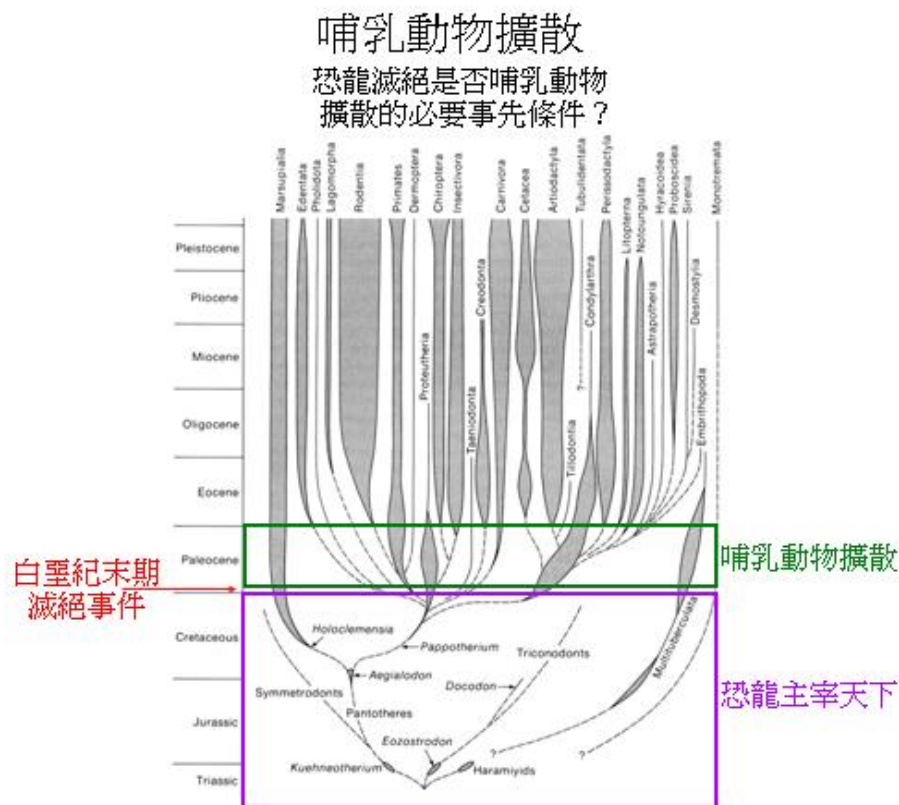 哺乳動物擴散
恐龍滅絕是否哺乳動物
擴散的必要事先條件？
Marsupialia
Edentata
Pholidota
Lagomorpha
Rodentia
Primates
Dermoptera
Chiroptera
Insectivora
Carnivora
Cetacea
Artiodactyla
Tubulidentata
Perissodactyla
Litopterna
Notoungulata
Hyracoidea
Proboscidea
Sirenia
Monotremata
Pleistocene
Pliocene
Miocene
Oligocene
Eocene
Paleocene
Cretaceous
Jurassic
Triassic
Creodonta
Condylarthra
Astrapotheria
Desmostylia
Proteutheria
Taeniodonta
?
Tillodontia
Embrithopoda
哺乳動物擴散
白堊紀末期
滅絕事件
Holoclemensia
Pappotherium
Triconodonts
Multituberculata
Aegialodon
Docodon
Symmetrodonts
Pantotheres
恐龍主宰天下
Eozostrodon
?
?
Kuehneotherium
Haramiyids